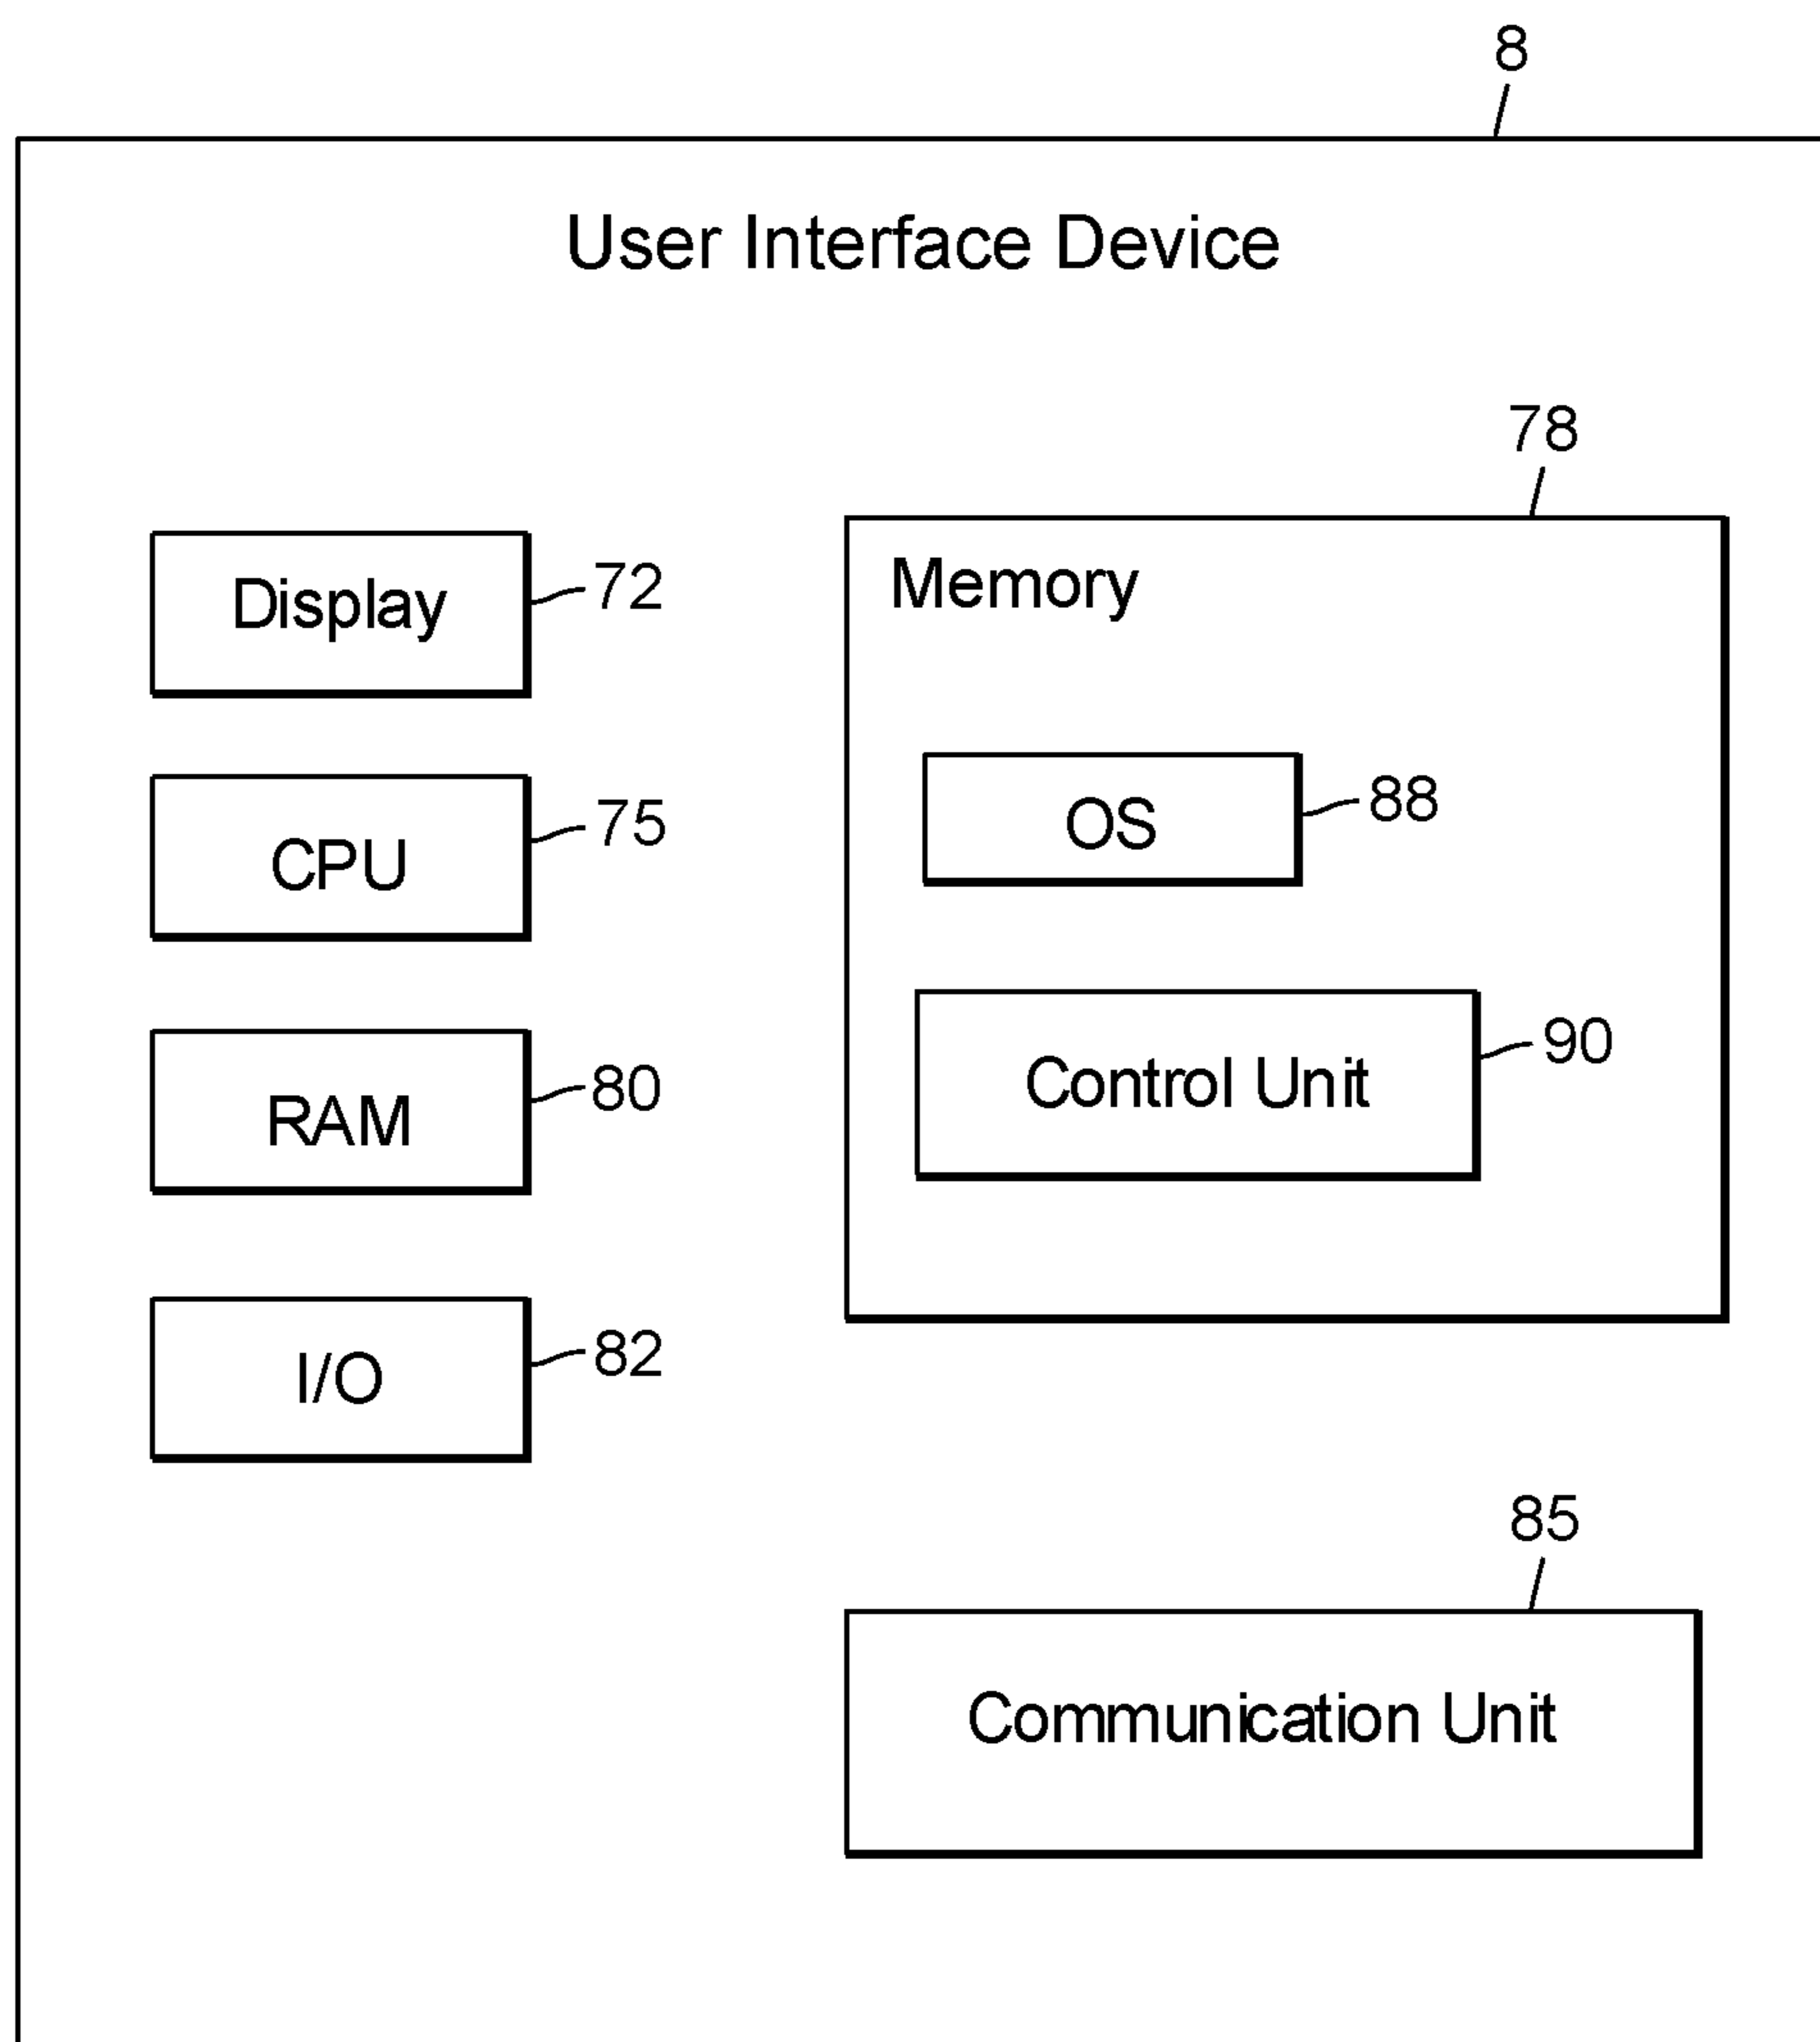 8
User Interface Device
78
Display
72
Memory
OS
88
CPU
75
Control Unit
90
RAM
80
I/O
82
85
Communication Unit